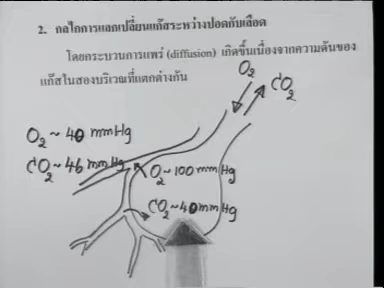 2. กลไกการแลกเปลี่ยนแก๊สระหว่างปอดกับเลือด
โดยกระบวนการแพร่ (diffusion) เกิดขึ้นเนื่องจากความดันของ
แก๊สในสองบริเวณที่แตกต่างกัน
O₂
CO₂
O₂ ~ 40 mmHg
CO₂ ~ 46 mmHg
O₂ ~ 100 mmHg
CO₂ ~ 40 mmHg